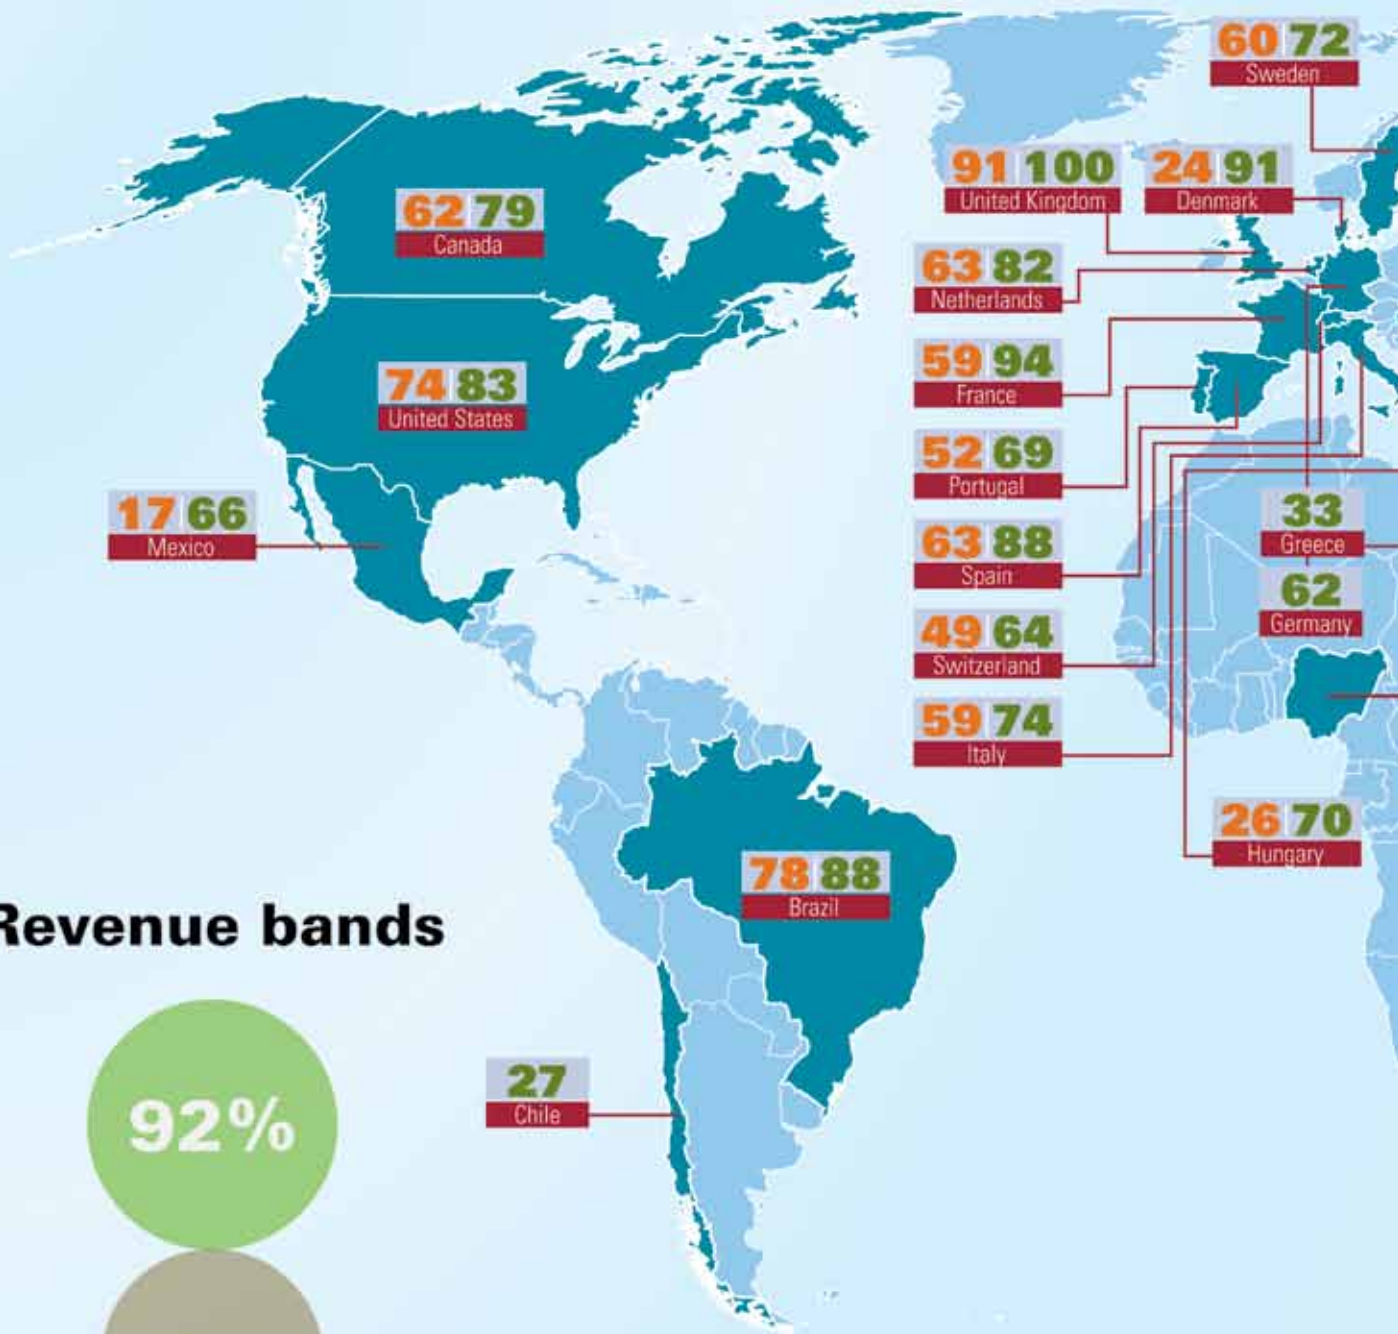 60 72
Sweden
91 100
United Kingdom
24 91
Denmark
62 79
Canada
63 82
Netherlands
59 94
France
74 83
United States
52 69
Portugal
17 66
Mexico
33
Greece
63 88
Spain
62
Germany
49 64
Switzerland
59 74
Italy
26 70
Hungary
78 88
Brazil
Revenue bands
92%
27
Chile